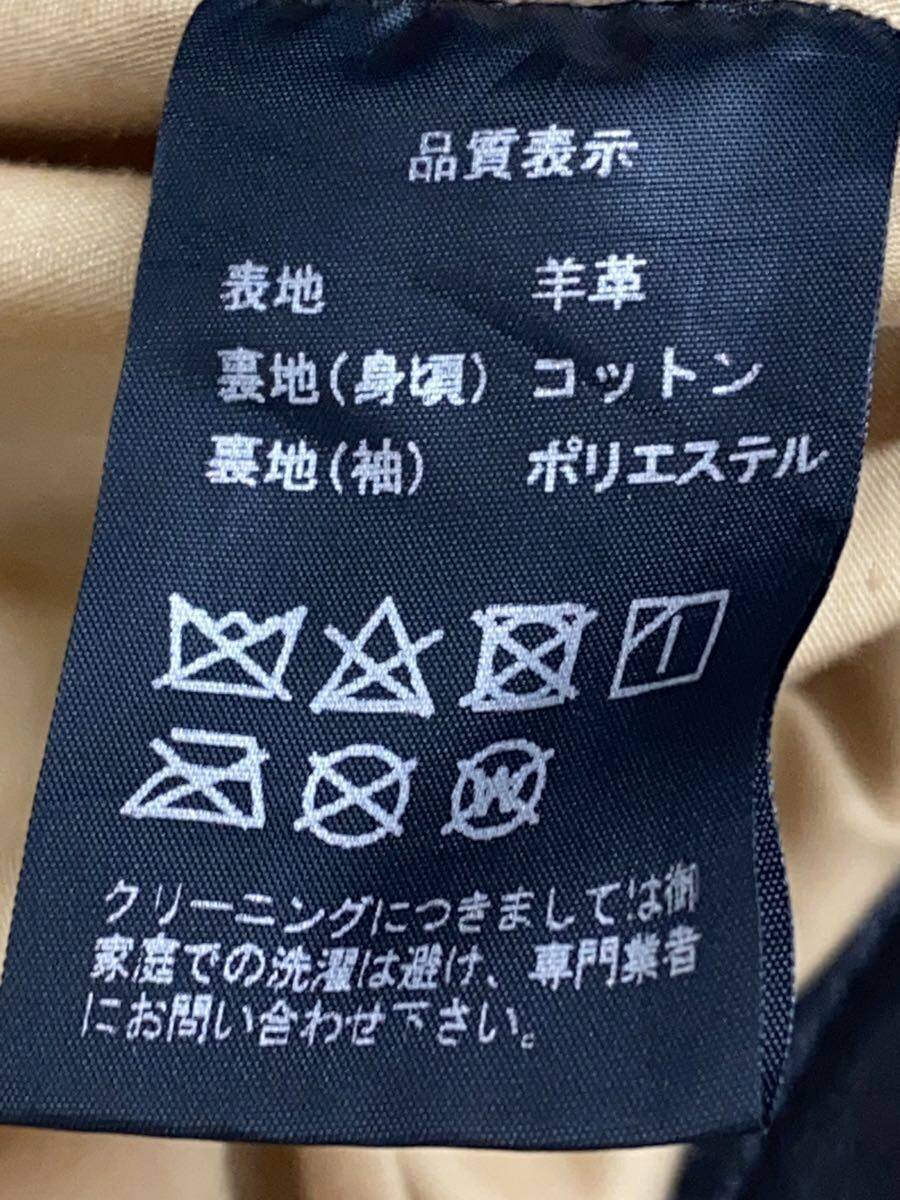 品質表示
表地 羊革
裏地(身頃) コットン
裏地(袖) ポリエステル
クリーニングにつきましては御
家庭での洗濯は避け、専門業者
にお問い合わせ下さい。